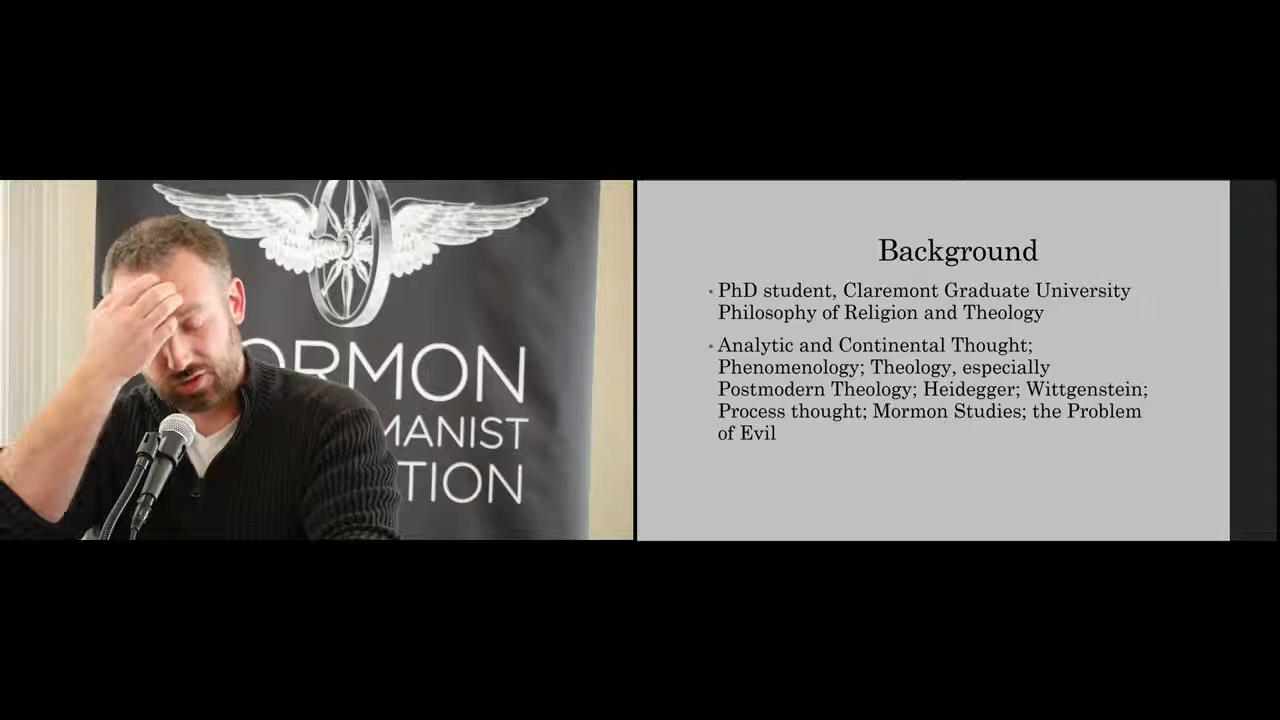 ORMON
MANIST
TION
Background
PhD student, Claremont Graduate University
Philosophy of Religion and Theology
Analytic and Continental Thought;
Phenomenology; Theology, especially
Postmodern Theology; Heidegger; Wittgenstein;
Process thought; Mormon Studies; the Problem
of Evil